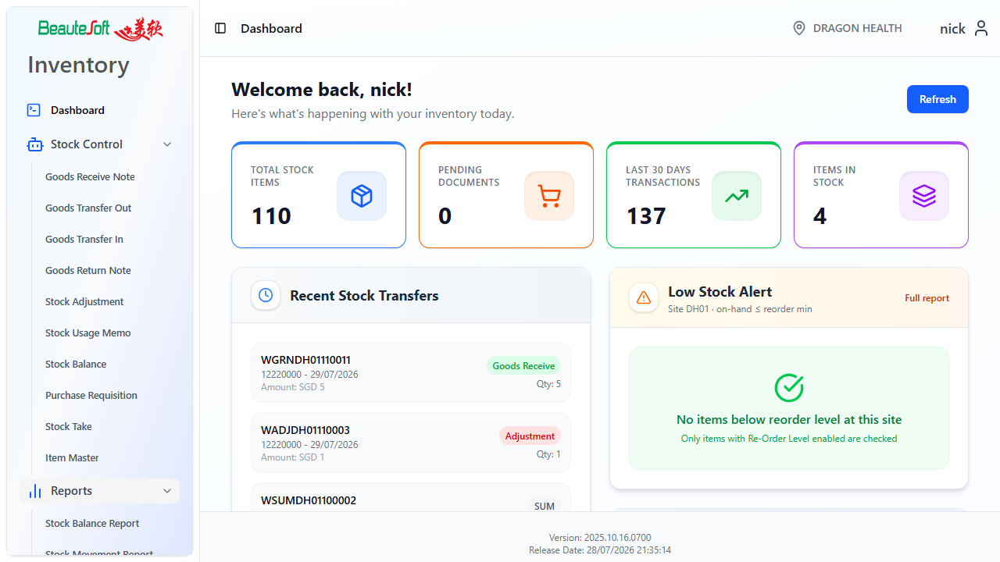 BeauteSoft 美软
Inventory
Dashboard
Stock Control
Goods Receive Note
Goods Transfer Out
Goods Transfer In
Goods Return Note
Stock Adjustment
Stock Usage Memo
Stock Balance
Purchase Requisition
Stock Take
Item Master
Reports
Stock Balance Report
Stock Movement Report
Dashboard
DRAGON HEALTH
nick
Welcome back, nick!
Here's what's happening with your inventory today.
Refresh
TOTAL STOCK
ITEMS
110
PENDING
DOCUMENTS
0
LAST 30 DAYS
TRANSACTIONS
137
ITEMS IN
STOCK
4
Recent Stock Transfers
WGRNDH01110011
12220000 - 29/07/2026
Amount: SGD 5
Goods Receive
Qty: 5
WADJDH01110003
12220000 - 29/07/2026
Amount: SGD 1
Adjustment
Qty: 1
WSUMDH01100002
SUM
Low Stock Alert
Site DH01 · on-hand ≤ reorder min
Full report
No items below reorder level at this site
Only items with Re-Order Level enabled are checked
Version: 2025.10.16.0700
Release Date: 28/07/2026 21:35:14